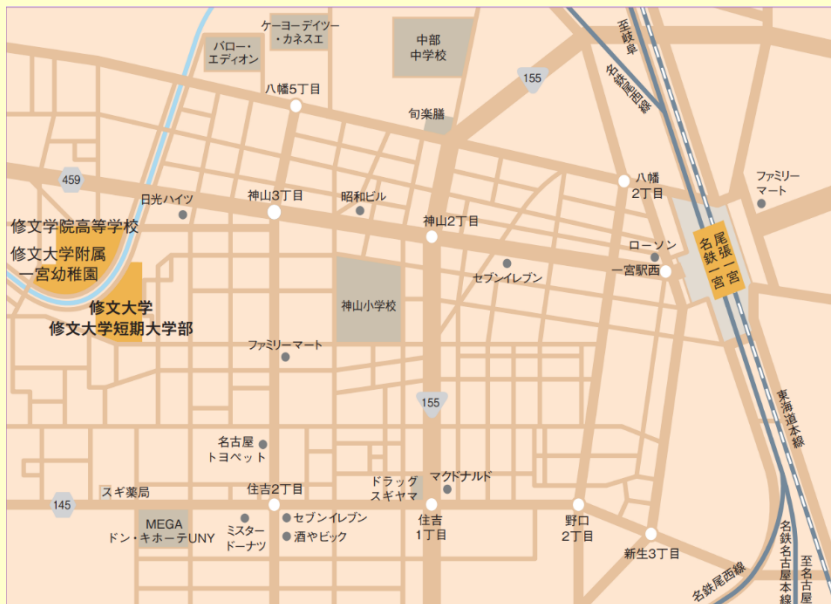 ケーヨーデイツー
・カネスエ
バロー・
エディオン
中部
中学校
至岐阜
名鉄尾西線
155
八幡5丁目
旬楽膳
459
日光ハイツ
神山3丁目
昭和ビル
八幡
2丁目
ファミリー
マート
修文学院高等学校
修文大学附属
一宮幼稚園
神山2丁目
ローソン
尾張一宮
名鉄一宮
セブンイレブン
一宮駅西
修文大学
修文大学短期大学部
神山小学校
ファミリーマート
155
東海道本線
名古屋
トヨペット
スギ薬局
住吉2丁目
ドラッグ
スギヤマ
マクドナルド
145
MEGA
ドン・キホーテUNY
ミスター
ドーナツ
セブンイレブン
酒やビック
住吉
1丁目
野口
2丁目
新生3丁目
名鉄尾西線
名鉄名古屋本線
至名古屋